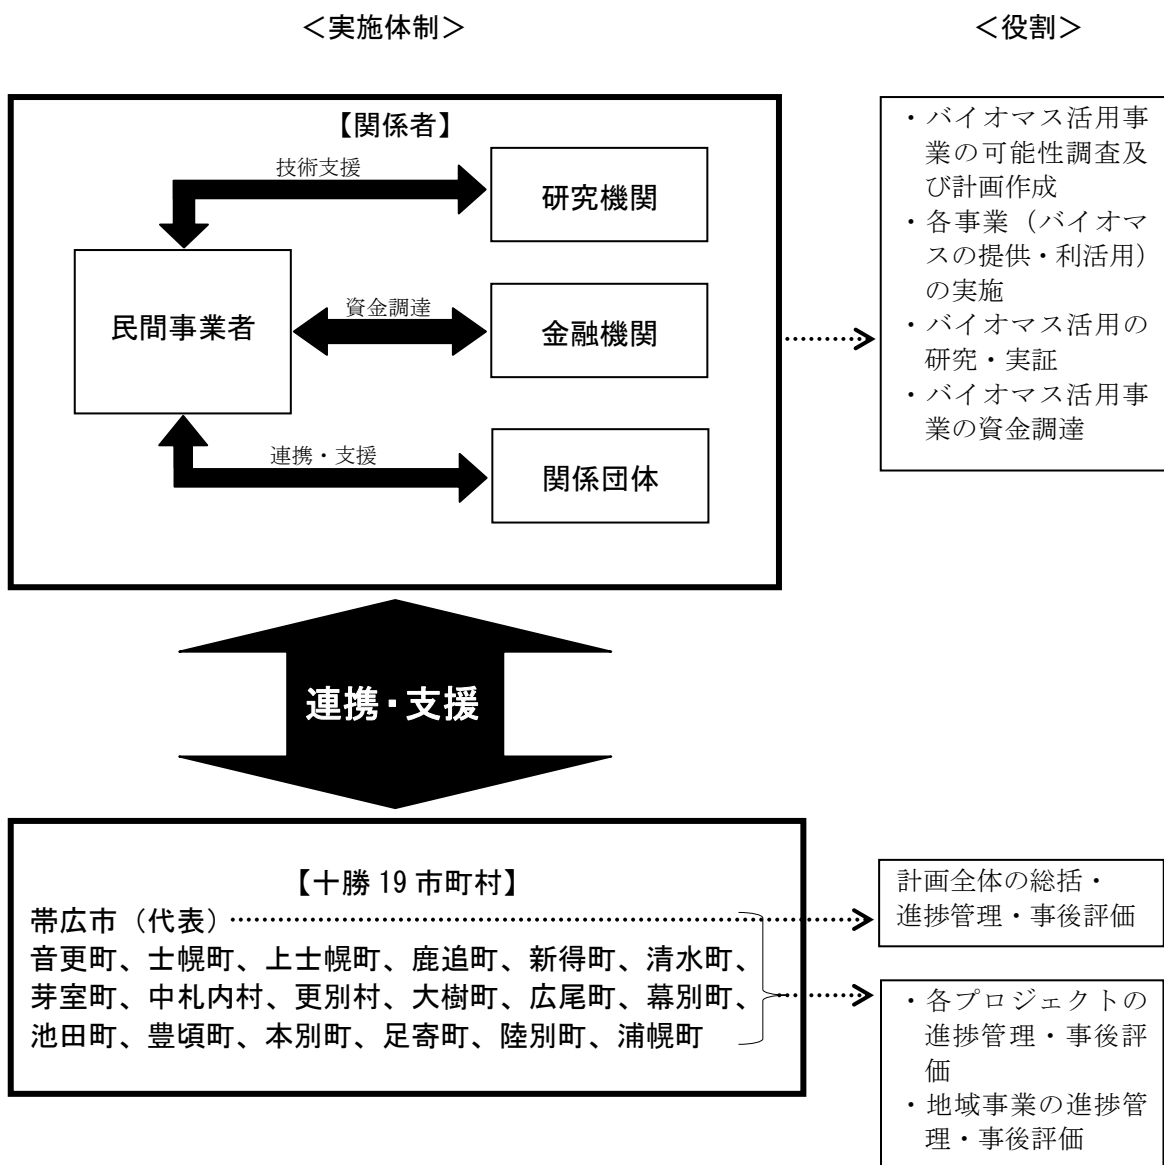 ＜実施体制＞
＜役割＞
【関係者】
技術支援
研究機関
民間事業者
資金調達
金融機関
連携・支援
関係団体
・バイオマス活用事
業の可能性調査及
び計画作成
・各事業（バイオマ
スの提供・利活用）
の実施
・バイオマス活用の
研究・実証
・バイオマス活用事
業の資金調達
連携・支援
【十勝 19 市町村】
帯広市（代表）
音更町、士幌町、上士幌町、鹿追町、新得町、清水町、
芽室町、中札内村、更別村、大樹町、広尾町、幕別町、
池田町、豊頃町、本別町、足寄町、陸別町、浦幌町
計画全体の総括・
進捗管理・事後評価
・各プロジェクトの
進捗管理・事後評
価
・地域事業の進捗管
理・事後評価